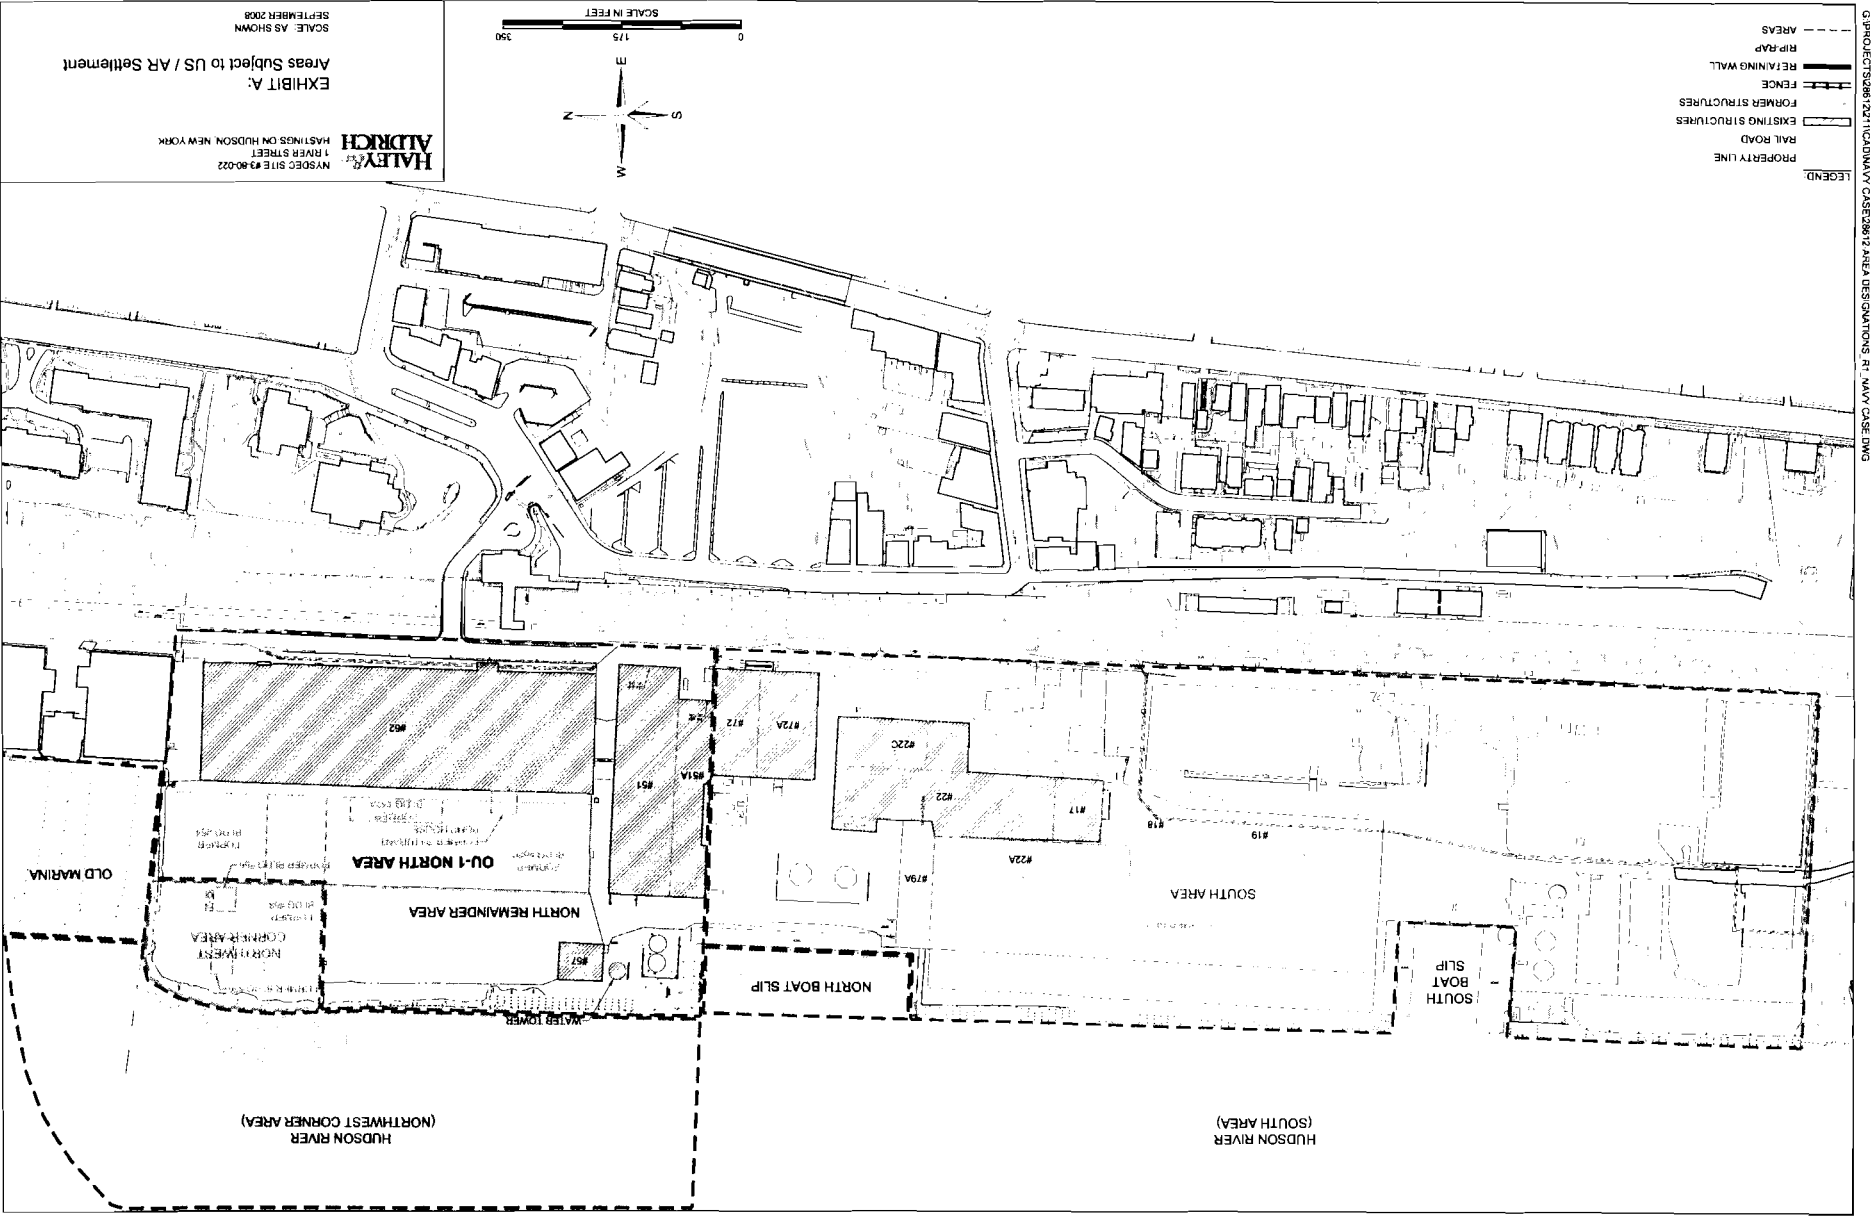 HUDSON RIVER
(SOUTH AREA)
HUDSON RIVER
(NORTHWEST CORNER AREA)
SOUTH
BOAT
SLIP
NORTH BOAT SLIP
WATER TOWER
#67
NORTHWEST
CORNER AREA
SOUTH AREA
NORTH REMAINDER AREA
OU-1 NORTH AREA
OLD MARINA
#79A
#22A
#19
#18
#17
#22
#22C
#72A
#72
#51A
#51
#52
FORMER
LEGEND:
PROPERTY LINE
RAIL ROAD
EXISTING STRUCTURES
FORMER STRUCTURES
FENCE
RETAINING WALL
RIP-RAP
AREAS
W
S
N
E
0
175
350
SCALE IN FEET
HALEY &
ALDRICH
NYSDEC SITE #3-60-022
1 RIVER STREET
HASTINGS ON HUDSON, NEW YORK
EXHIBIT A:
Areas Subject to US / AR Settlement
SCALE: AS SHOWN
SEPTEMBER 2008
G:\PROJECTS\28612\211\CAD\NAVY CASE\28612 AREA DESIGNATIONS_R1_NAVY CASE.DWG